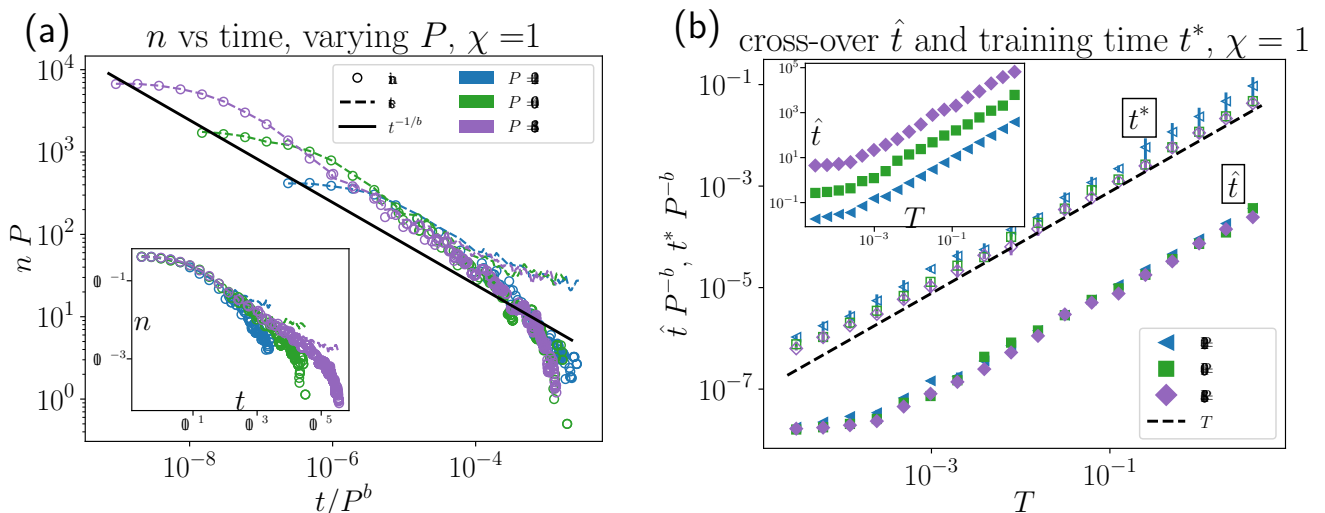 (a)
n vs time, varying P, χ =1
10^4
10^3
10^2
10^1
10^0
n P
t^{-1/b}
P =
P =
P =
n
t
10^{-8}
10^{-6}
10^{-4}
t/P^b
(b)
cross-over t̂ and training time t*, χ = 1
10^{-1}
10^{-3}
10^{-5}
10^{-7}
t̂ P^{-b}, t* P^{-b}
10^5
10^3
10^1
10^{-1}
t̂
T
10^{-3}
10^{-1}
t*
t̂
T
10^{-3}
10^{-1}
T